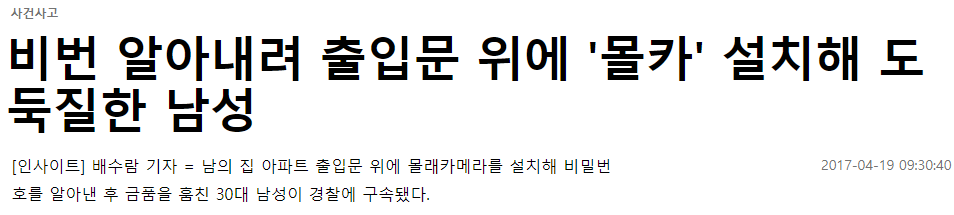 사건사고
비번 알아내려 출입문 위에 '몰카' 설치해 도
둑질한 남성
[인사이트] 배수람 기자 = 남의 집 아파트 출입문 위에 몰래카메라를 설치해 비밀번
2017-04-19 09:30:40
호를 알아낸 후 금품을 훔친 30대 남성이 경찰에 구속됐다.